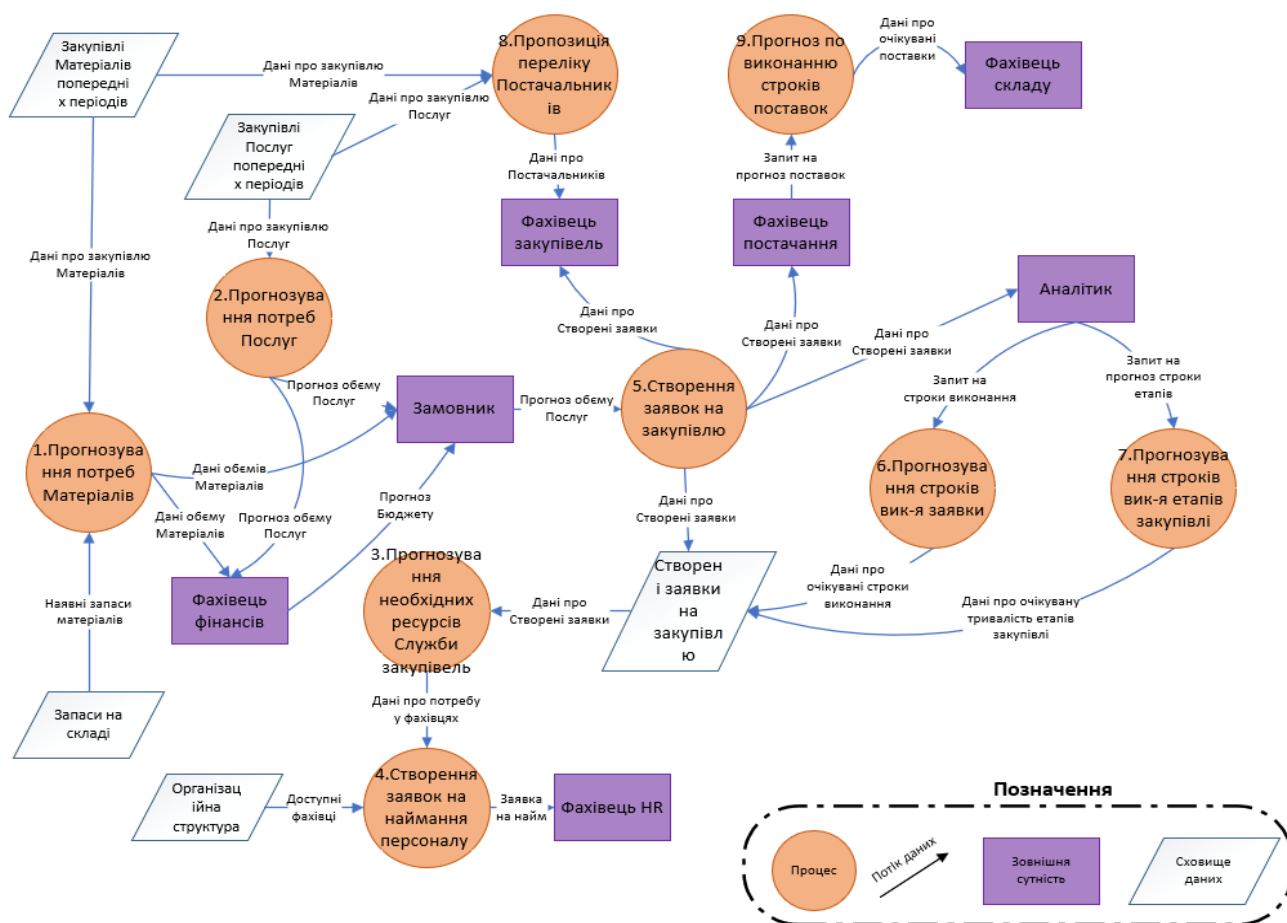 Закупівлі
Матеріалів
попередні
х періодів
Дані про закупівлю
Матеріалів
8.Пропозиція
переліку
Постачальник
ів
Дані про закупівлю
Послуг
9.Прогноз по
виконанню
строків
поставок
Дані про
очікувані
поставки
Фахівець
складу
Закупівлі
Послуг
попередні
х періодів
Дані про
Постачальників
Запит на
прогноз поставок
Дані про закупівлю
Послуг
Фахівець
закупівель
Фахівець
постачання
Дані про закупівлю
Матеріалів
2.Прогнозува
ння потреб
Послуг
Аналітик
Дані про
Створені заявки
Дані про
Створені заявки
Дані про
Створені заявки
Прогноз обєму
Послуг
Замовник
Прогноз обєму
Послуг
5.Створення
заявок на
закупівлю
Запит на
строки виконання
Запит на
прогноз строки
етапів
1.Прогнозува
ння потреб
Матеріалів
Дані обємів
Матеріалів
Дані обєму
Матеріалів
Прогноз обєму
Послуг
Прогноз
Бюджету
Дані про
Створені заявки
6.Прогнозува
ння строків
вик-я заявки
7.Прогнозува
ння строків
вик-я етапів
закупівлі
Наявні запаси
матеріалів
Фахівець
фінансів
3.Прогнозува
ння
необхідних
ресурсів
Служби
закупівель
Дані про
Створені заявки
Створен
і заявки
на
закупівл
ю
Дані про
очікувані строки
виконання
Дані про очікувану
тривалість етапів
закупівлі
Запаси на
складі
Дані про потребу
у фахівцях
Організац
ійна
структура
Доступні
фахівці
4.Створення
заявок на
наймання
персоналу
Заявка
на найм
Фахівець HR
Позначення
Процес
Потік даних
Зовнішня
сутність
Сховище
даних